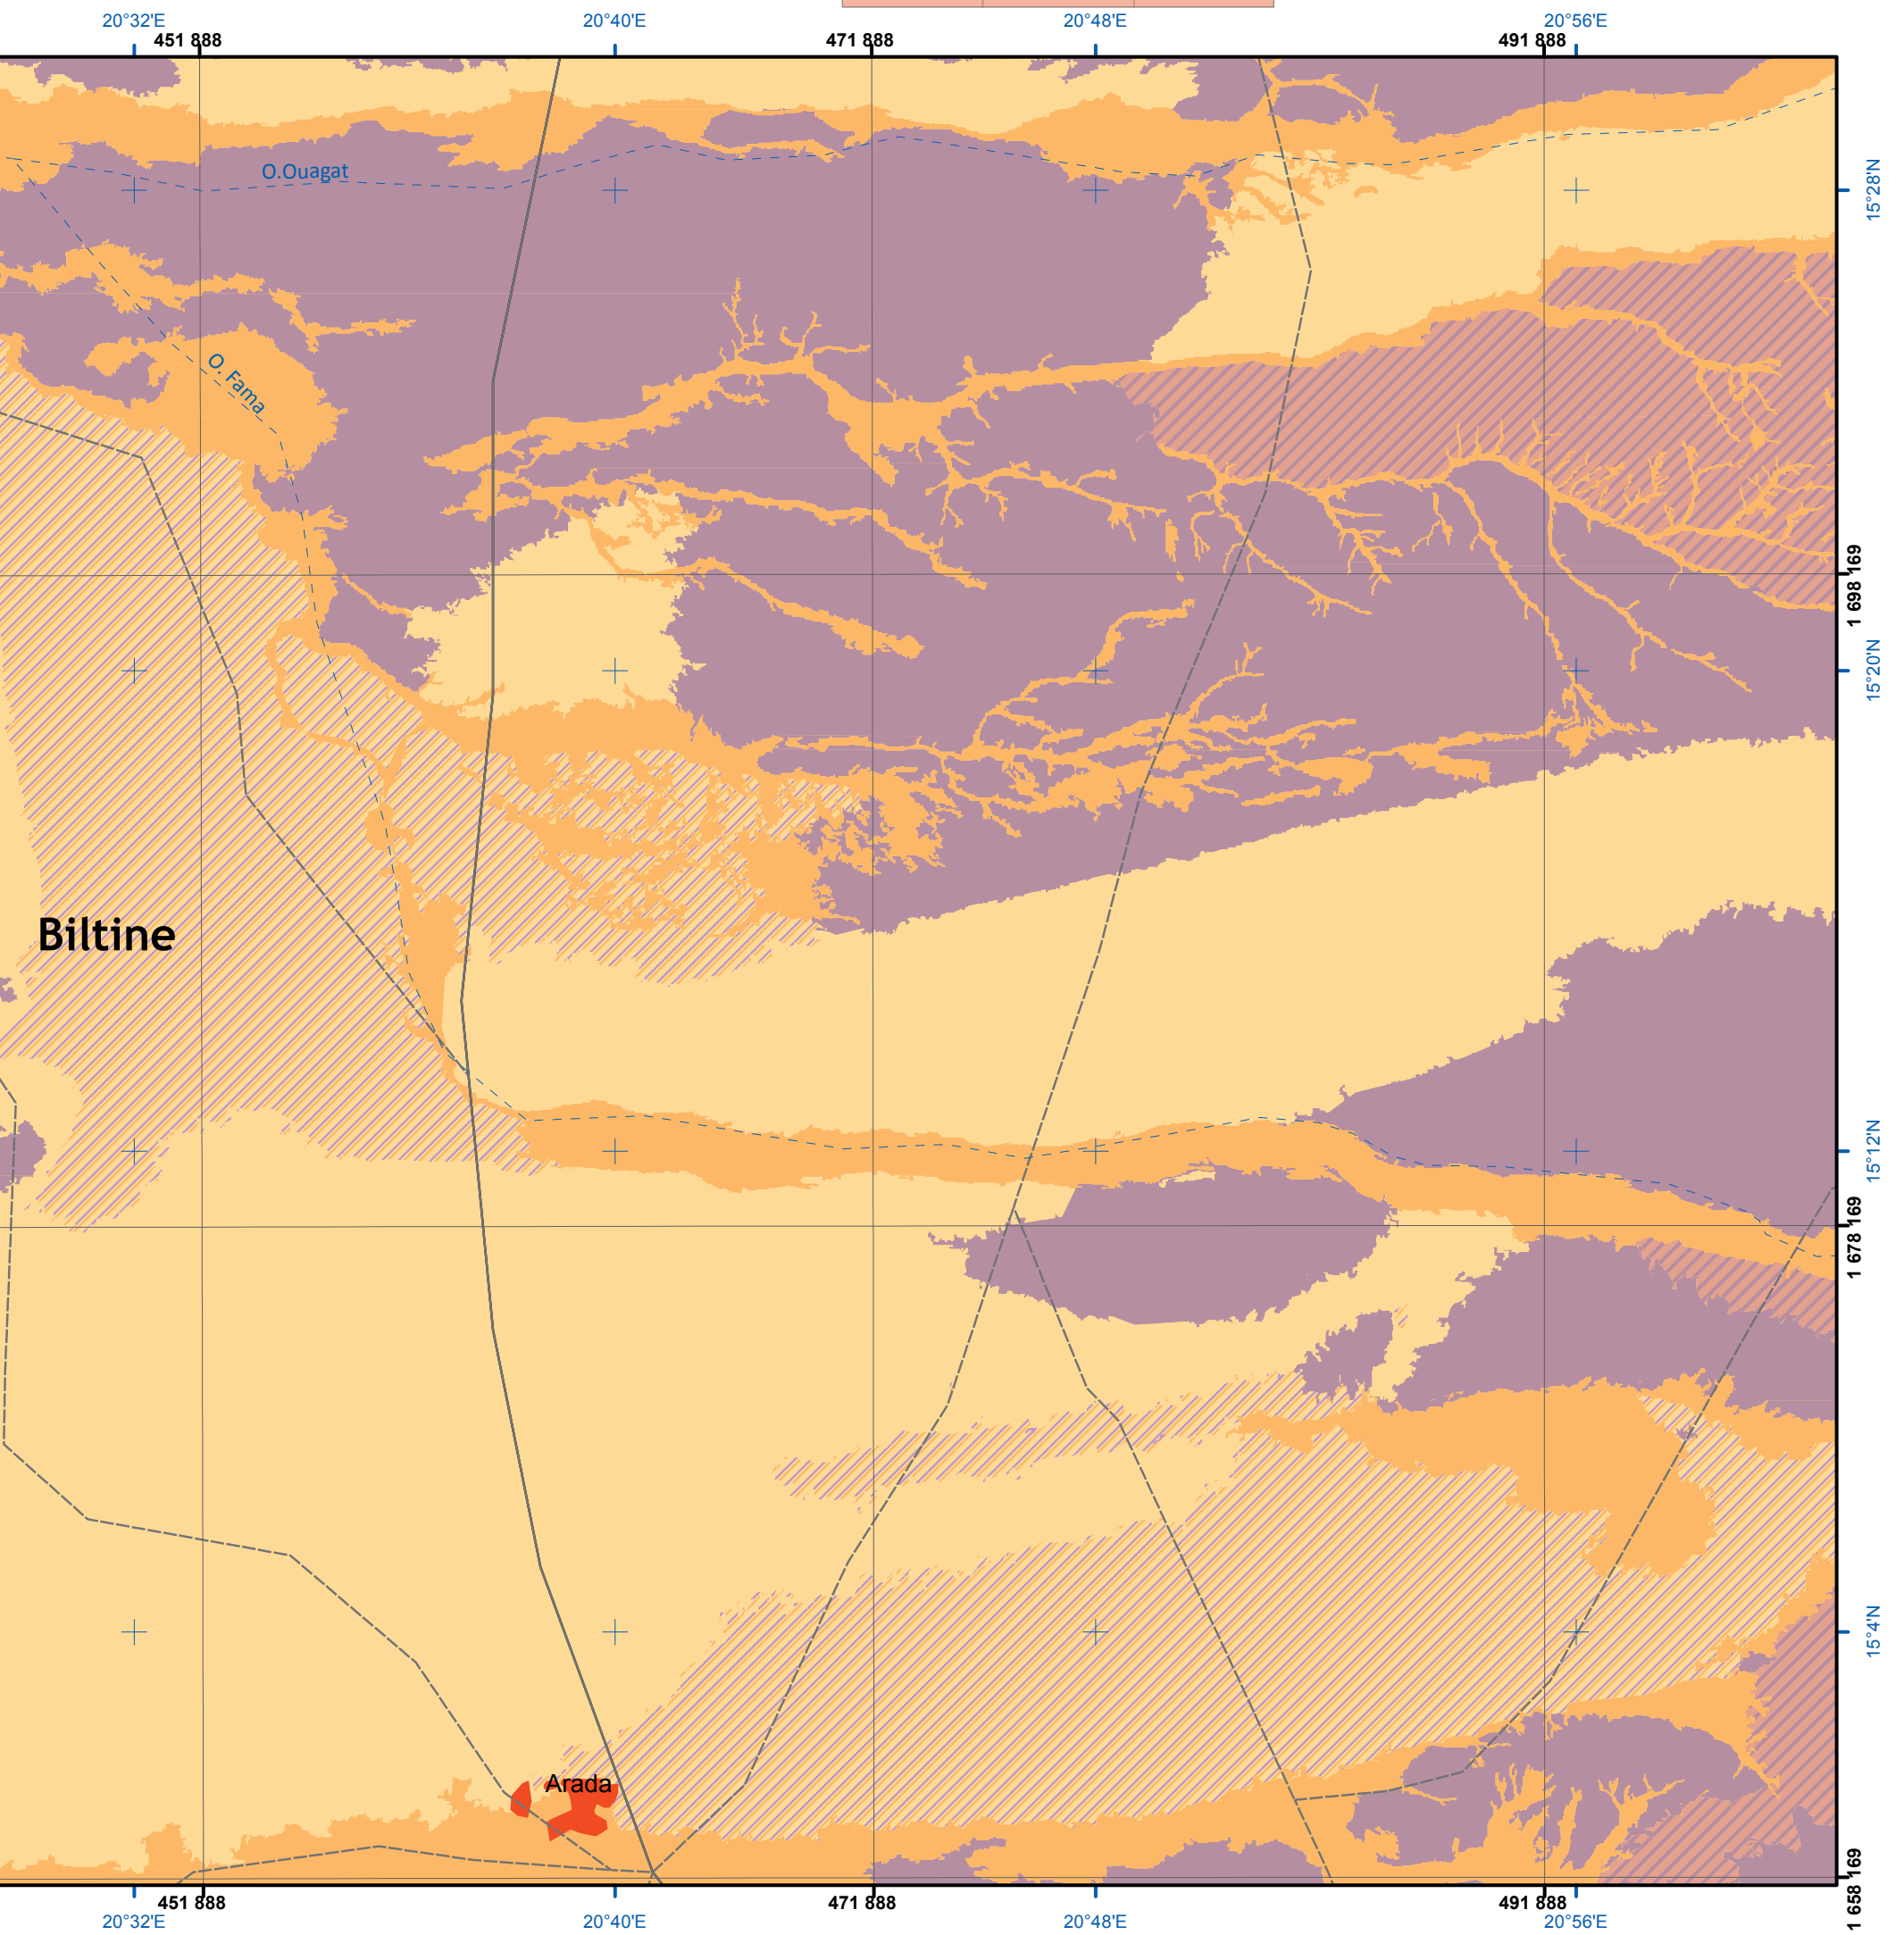 20°32'E 20°40'E 20°48'E 20°56'E
451 888 471 888 491 888
O.Ouagat
15°28'N
O. Fama
1 698 169
15°20'N
Biltine
15°12'N
1 678 169
15°4'N
Arada
1 658 169
451 888 471 888 491 888
20°32'E 20°40'E 20°48'E 20°56'E